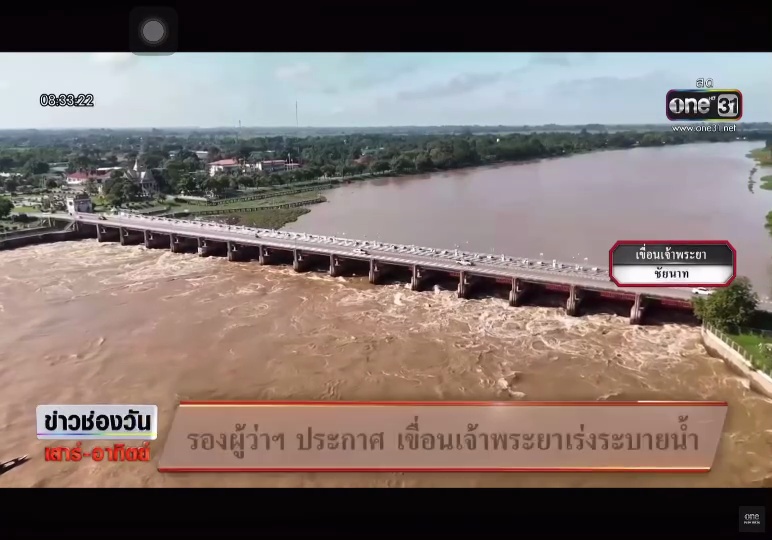 08:33:22
สด
one 31
www.one31.net
เขื่อนเจ้าพระยา
ชัยนาท
ข่าวช่องวัน
เสาร์-อาทิตย์
รองผู้ว่าฯ ประกาศ เขื่อนเจ้าพระยาเร่งระบายน้ำ
one